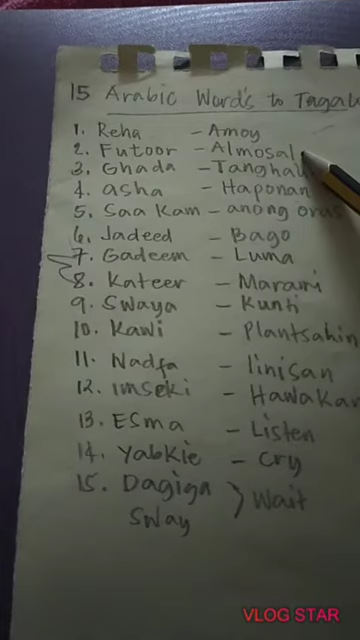 15 Arabic Words to Tagalo
1. Reha - Amoy
2. Futoor - Almosal
3. Ghada - Tanghali
4. asha - Haponan
5. Saa Kam - anong oras
6. Jadeed - Bago
7. Gadeem - Luma
8. Kateer - Marami
9. Swaya - Kunti
10. Kawi - Plantsahin
11. Nadfa - linisan
12. imseki - Hawakan
13. Esma - Listen
14. Yabkie - Cry
15. Dagiga } Wait
Sway
VLOG STAR